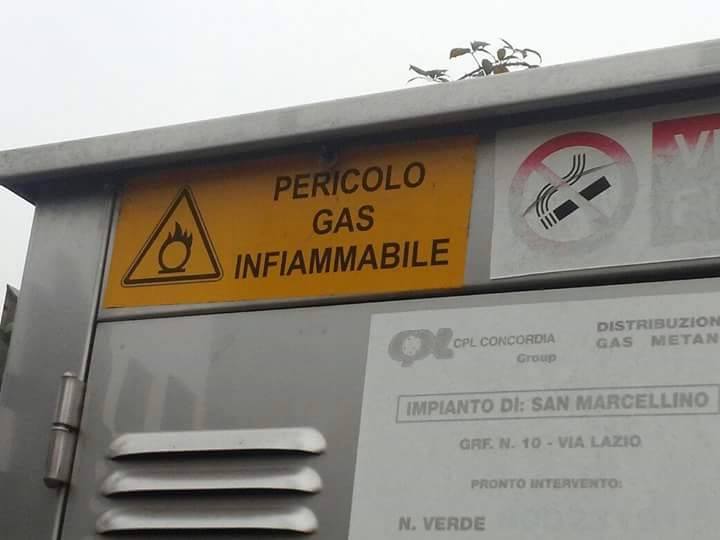 PERICOLO
GAS
INFIAMMABILE
CPL CONCORDIA
Group
DISTRIBUZION
GAS METAN
IMPIANTO DI: SAN MARCELLINO
GRF. N. 10 - VIA LAZIO
PRONTO INTERVENTO:
N. VERDE